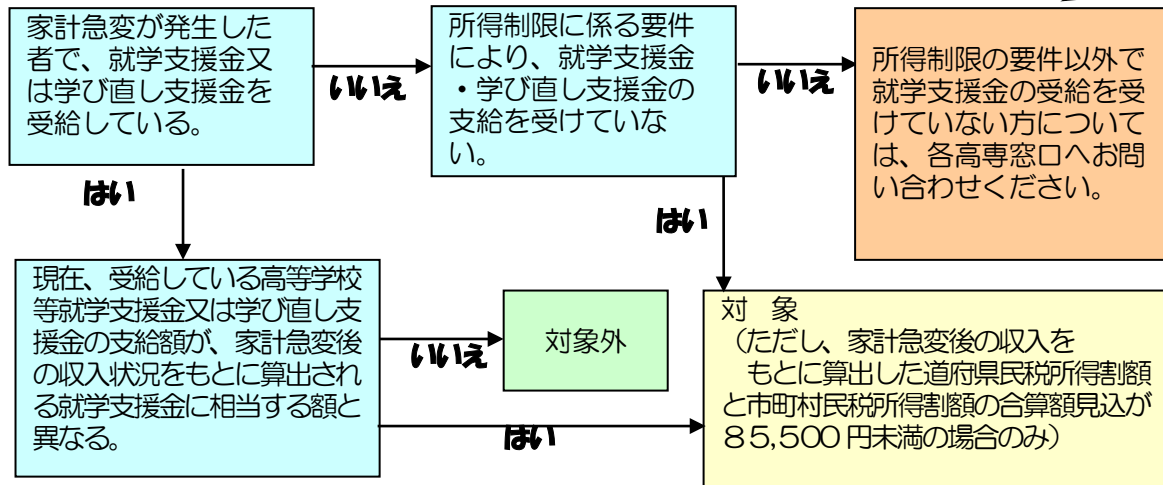 家計急変が発生した
者で、就学支援金又
は学び直し支援金を
受給している。
いいえ
所得制限に係る要件
により、就学支援金
・学び直し支援金の
支給を受けていな
い。
いいえ
所得制限の要件以外で
就学支援金の受給を受
けていない方について
は、各高専窓口へお問
い合わせください。
はい
はい
現在、受給している高等学校
等就学支援金又は学び直し支
援金の支給額が、家計急変後
の収入状況をもとに算出され
る就学支援金に相当する額と
異なる。
いいえ
対象外
はい
対 象
（ただし、家計急変後の収入を
もとに算出した道府県民税所得割額
と市町村民税所得割額の合算額見込が
８５,５００円未満の場合のみ）